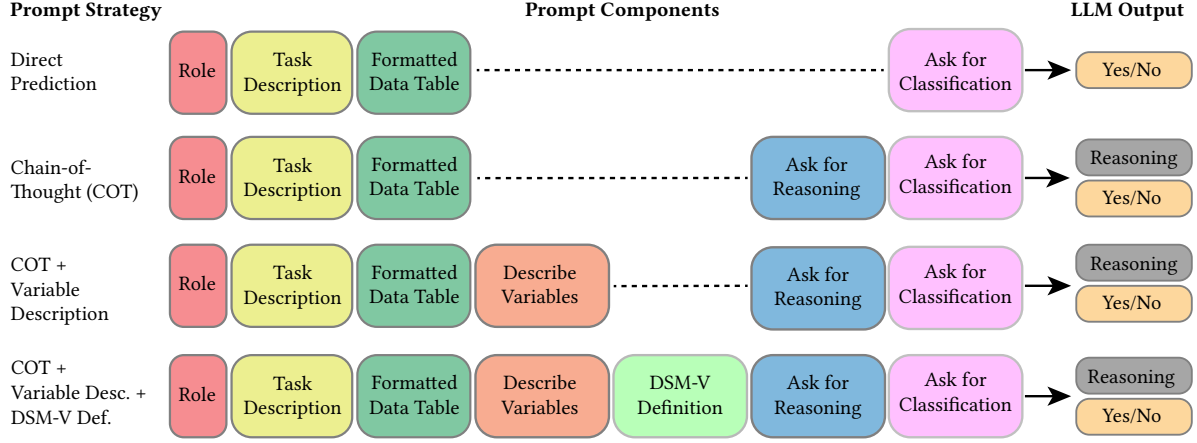 Prompt Strategy Prompt Components LLM Output
Direct
Prediction
Role
Task
Description
Formatted
Data Table
Ask for
Classification
Yes/No
Chain-of-
Thought (COT)
Role
Task
Description
Formatted
Data Table
Ask for
Reasoning
Ask for
Classification
Reasoning
Yes/No
COT +
Variable
Description
Role
Task
Description
Formatted
Data Table
Describe
Variables
Ask for
Reasoning
Ask for
Classification
Reasoning
Yes/No
COT +
Variable Desc. +
DSM-V Def.
Role
Task
Description
Formatted
Data Table
Describe
Variables
DSM-V
Definition
Ask for
Reasoning
Ask for
Classification
Reasoning
Yes/No